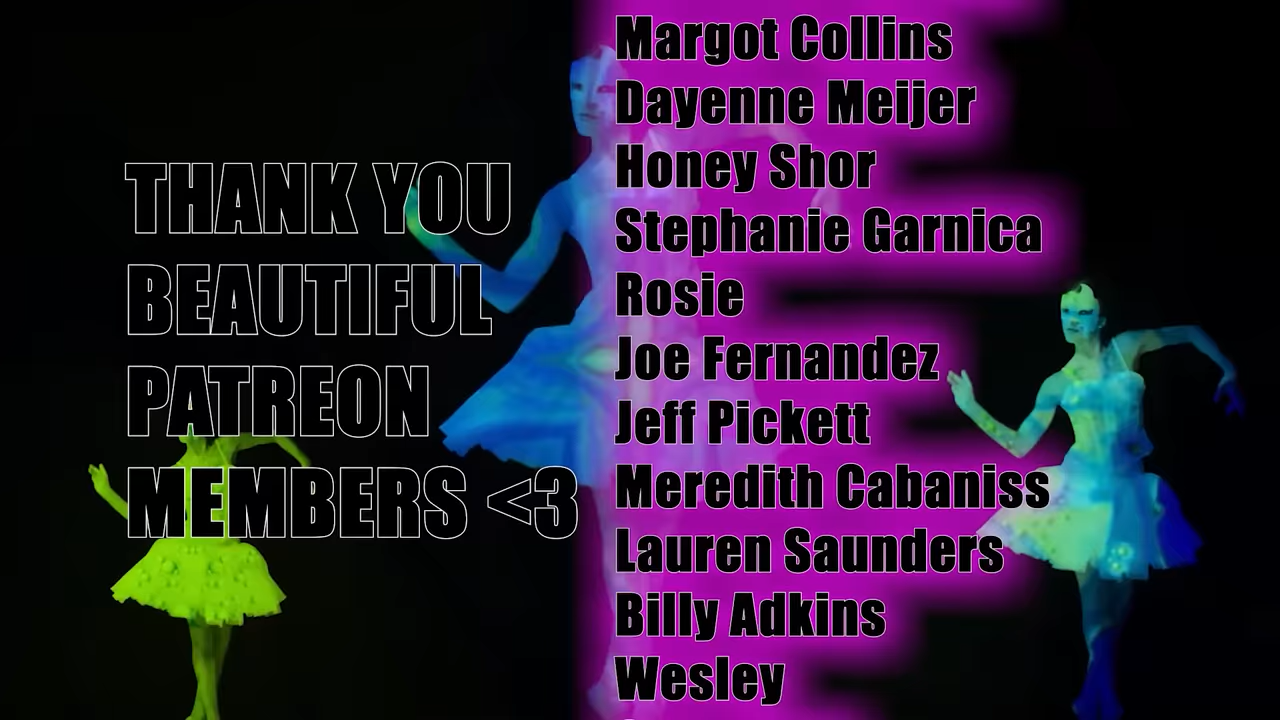 THANK YOU
BEAUTIFUL
PATREON
MEMBERS <3
Margot Collins
Dayenne Meijer
Honey Shor
Stephanie Garnica
Rosie
Joe Fernandez
Jeff Pickett
Meredith Cabaniss
Lauren Saunders
Billy Adkins
Wesley